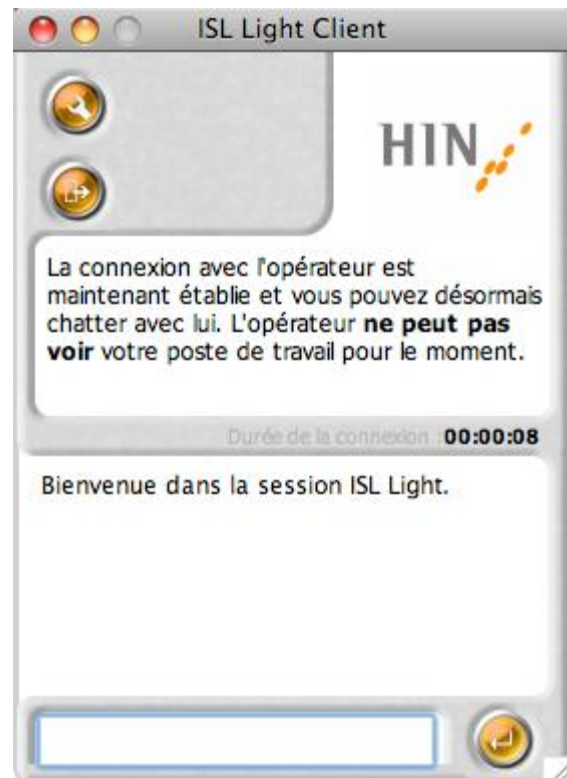 ISL Light Client
HIN
La connexion avec l'opérateur est
maintenant établie et vous pouvez désormais
chatter avec lui. L'opérateur ne peut pas
voir votre poste de travail pour le moment.
Durée de la connexion : 00:00:08
Bienvenue dans la session ISL Light.